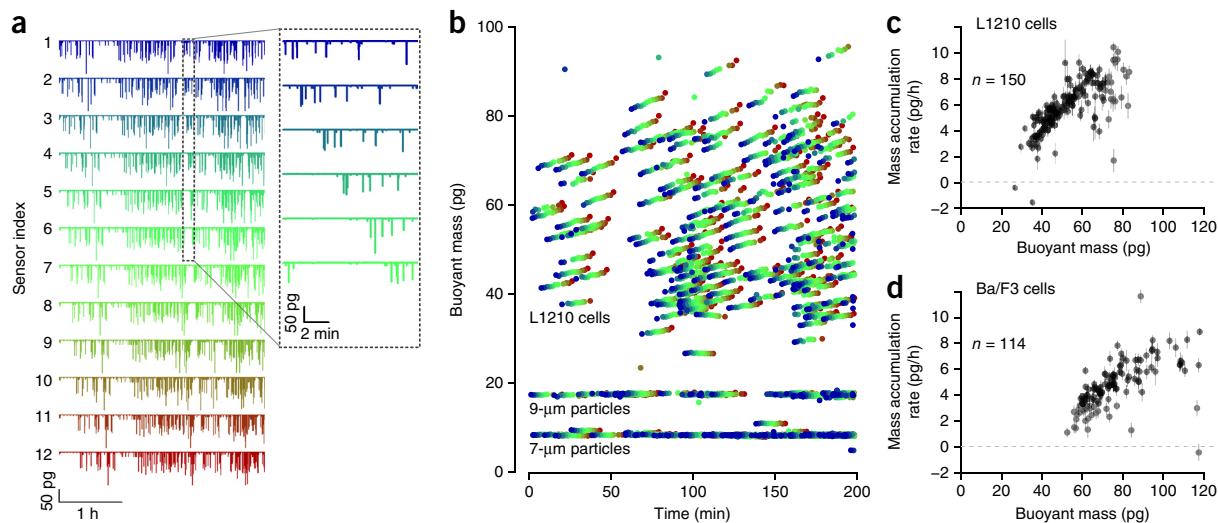 a
Sensor index
1
2
3
4
5
6
7
8
9
10
11
12
50 pg
1 h
50 pg
2 min
b
Buoyant mass (pg)
100
80
60
40
20
0
L1210 cells
9-μm particles
7-μm particles
0
50
100
150
200
Time (min)
c
L1210 cells
n = 150
Mass accumulation
rate (pg/h)
10
8
6
4
2
0
−2
0 20 40 60 80 100 120
Buoyant mass (pg)
d
Ba/F3 cells
n = 114
Mass accumulation
rate (pg/h)
10
8
6
4
2
0
−2
0 20 40 60 80 100 120
Buoyant mass (pg)